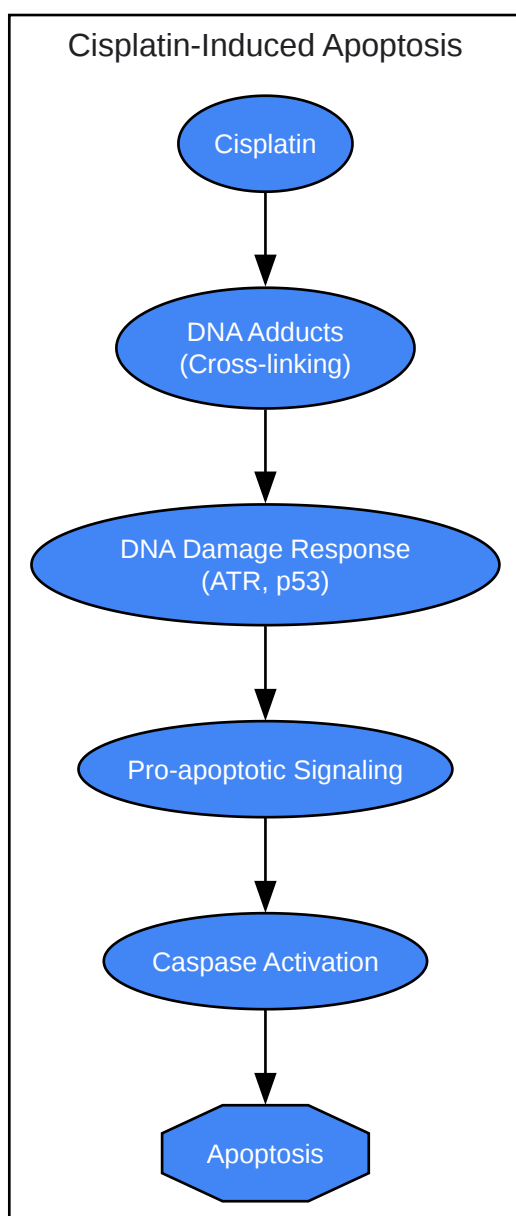 Cisplatin-Induced Apoptosis
Cisplatin
DNA Adducts
(Cross-linking)
DNA Damage Response
(ATR, p53)
Pro-apoptotic Signaling
Caspase Activation
Apoptosis